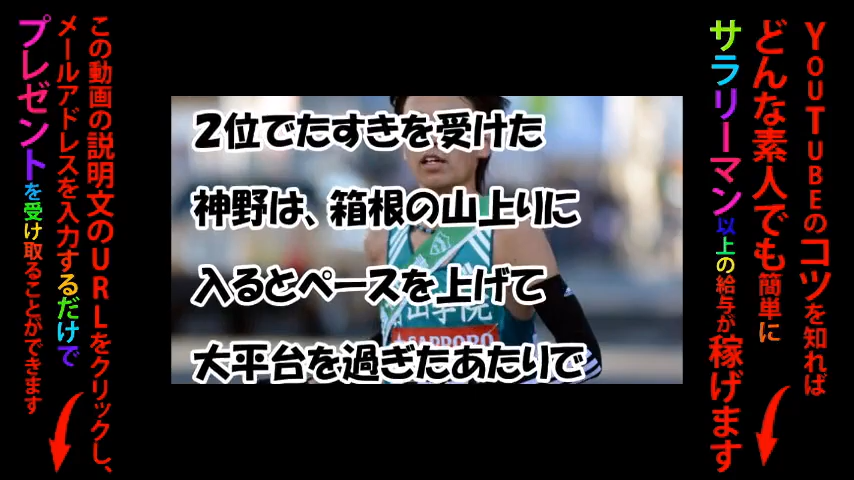 YOUTUBEのコツを知れば
どんな素人でも簡単に
サラリーマン以上の給与が稼げます
２位でたすきを受けた
神野は、箱根の山上りに
入るとペースを上げて
大平台を過ぎたあたりで
山学院
SAPPORO
この動画の説明文のURLをクリックし、
メールアドレスを入力するだけで
プレゼントを受け取ることができます